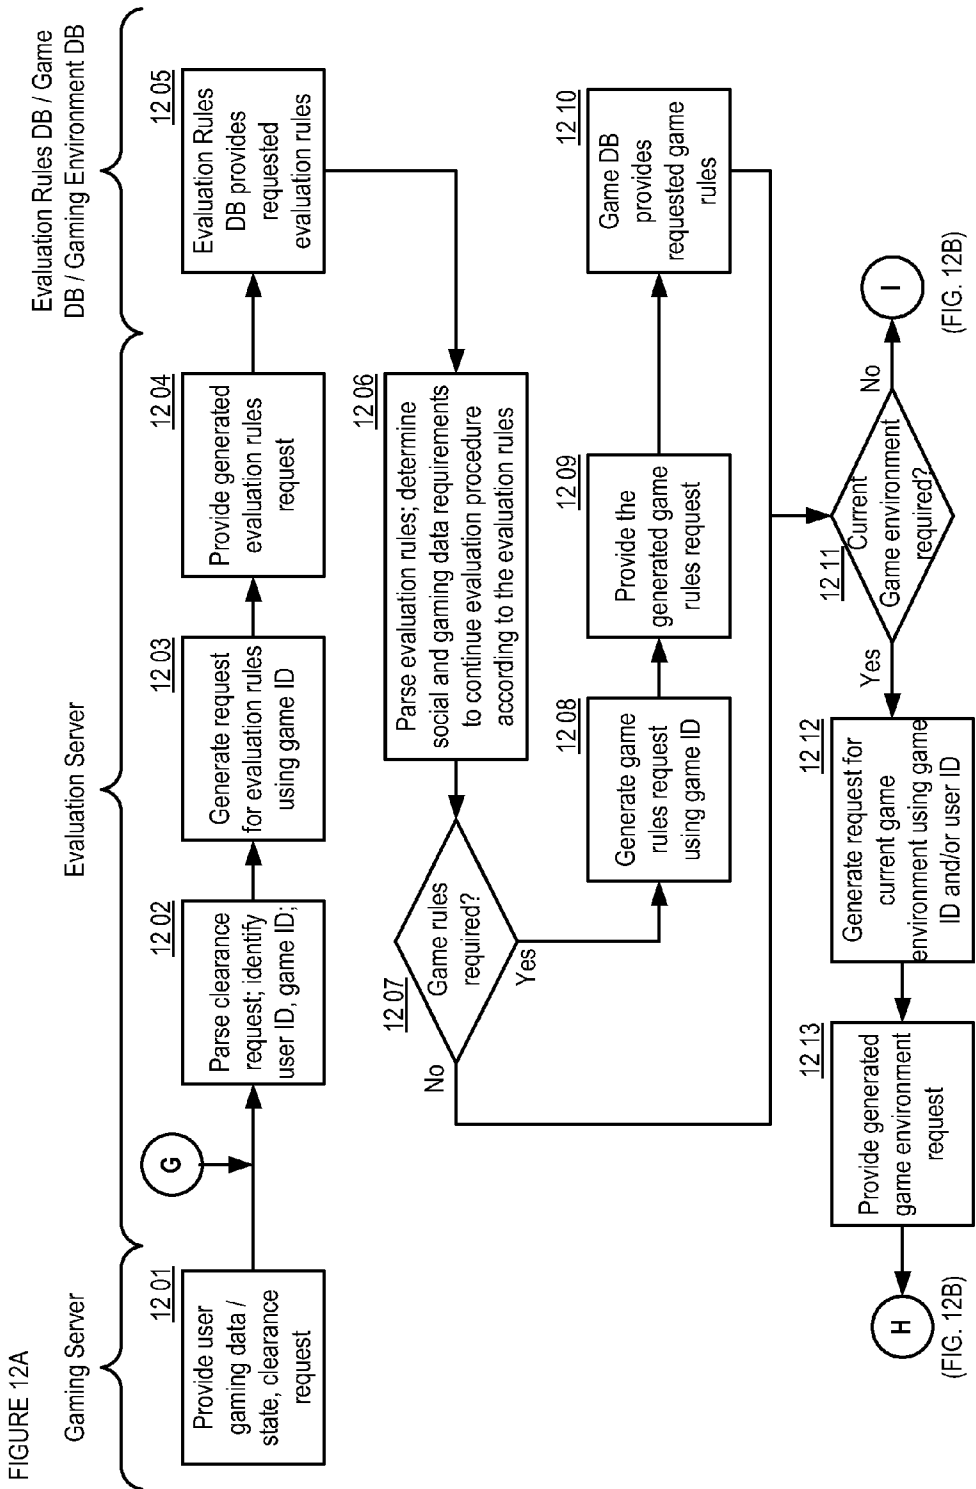 FIGURE 12A
Gaming Server
Evaluation Server
Evaluation Rules DB / Game
DB / Gaming Environment DB
12 01
Provide user
gaming data /
state, clearance
request
G
12 02
Parse clearance
request; identify
user ID, game ID;
12 03
Generate request
for evaluation rules
using game ID
12 04
Provide generated
evaluation rules
request
12 05
Evaluation Rules
DB provides
requested
evaluation rules
12 06
Parse evaluation rules; determine
social and gaming data requirements
to continue evaluation procedure
according to the evaluation rules
12 07
Game rules
required?
No
Yes
12 08
Generate game
rules request
using game ID
12 09
Provide the
generated game
rules request
12 10
Game DB
provides
requested game
rules
12 11
Current
Game environment
required?
No
I
(FIG. 12B)
Yes
12 12
Generate request for
current game
environment using game
ID and/or user ID
12 13
Provide generated
game environment
request
H
(FIG. 12B)